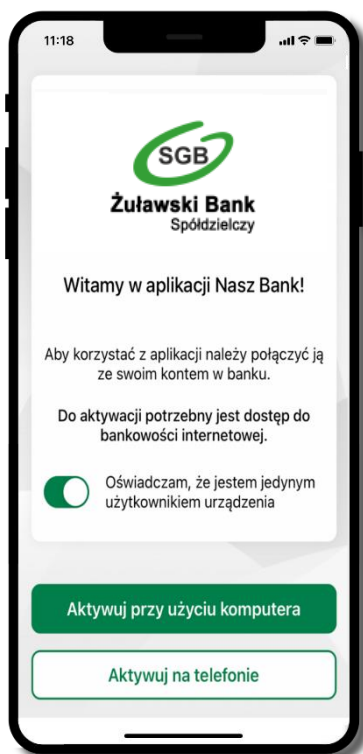 11:18
SGB
Żuławski Bank
Spółdzielczy
Witamy w aplikacji Nasz Bank!
Aby korzystać z aplikacji należy połączyć ją
ze swoim kontem w banku.
Do aktywacji potrzebny jest dostęp do
bankowości internetowej.
Oświadczam, że jestem jedynym
użytkownikiem urządzenia
Aktywuj przy użyciu komputera
Aktywuj na telefonie